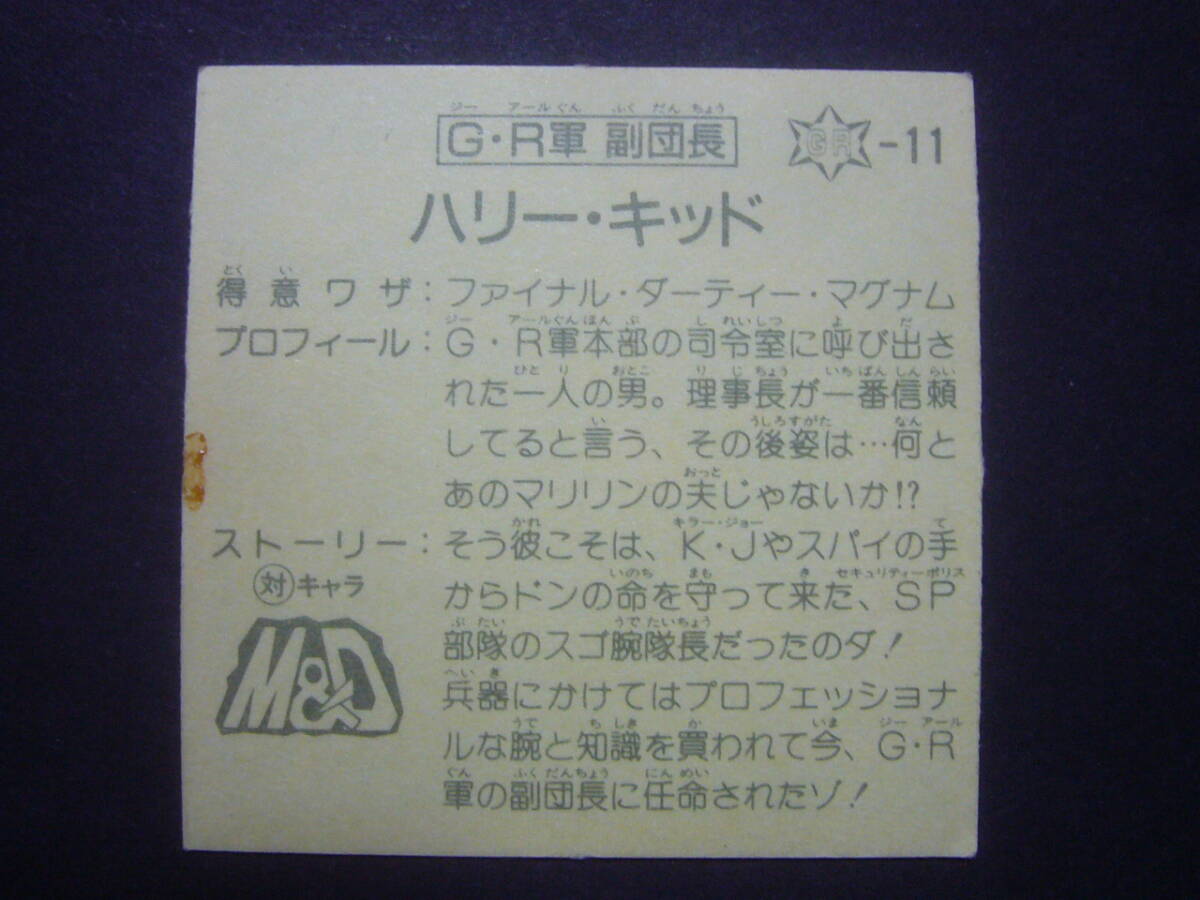 G・R軍 副団長
GR -11
ハリー・キッド
得意ワザ：ファイナル・ダーティー・マグナム
プロフィール：G・R軍本部の司令室に呼び出さ
れた一人の男。理事長が一番信頼
してると言う、その後姿は…何と
あのマリリンの夫じゃないか!?
ストーリー：そう彼こそは、K・Jやスパイの手
対キャラ
からドンの命を守って来た、SP
部隊のスゴ腕隊長だったのダ！
M&D
兵器にかけてはプロフェッショナ
ルな腕と知識を買われて今、G・R
軍の副団長に任命されたゾ！